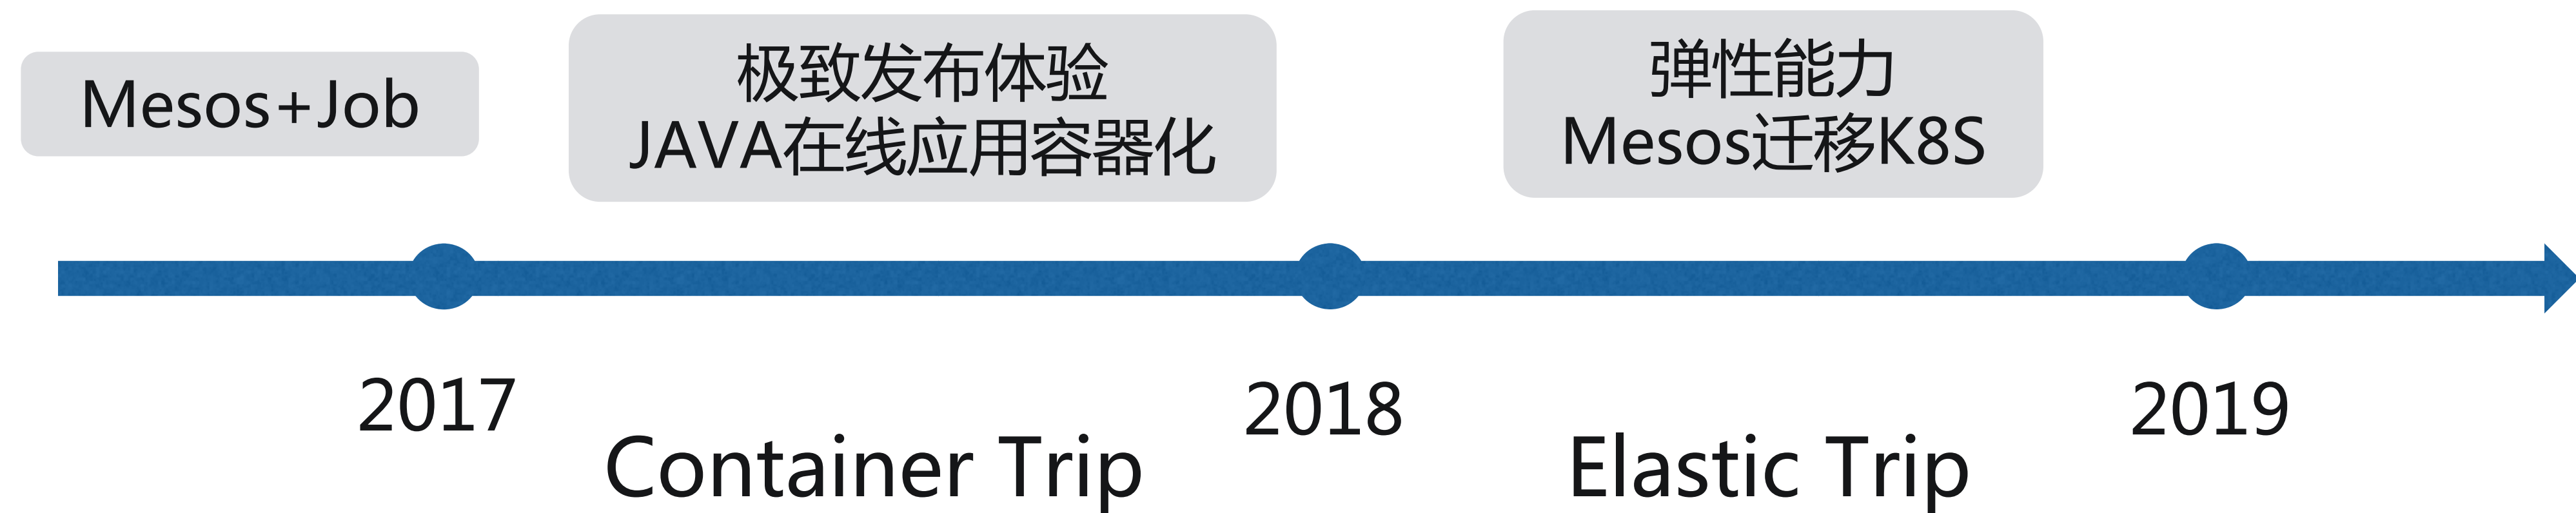 Mesos+Job
极致发布体验
JAVA在线应用容器化
弹性能力
Mesos迁移K8S
2017
2018
2019
Container Trip
Elastic Trip